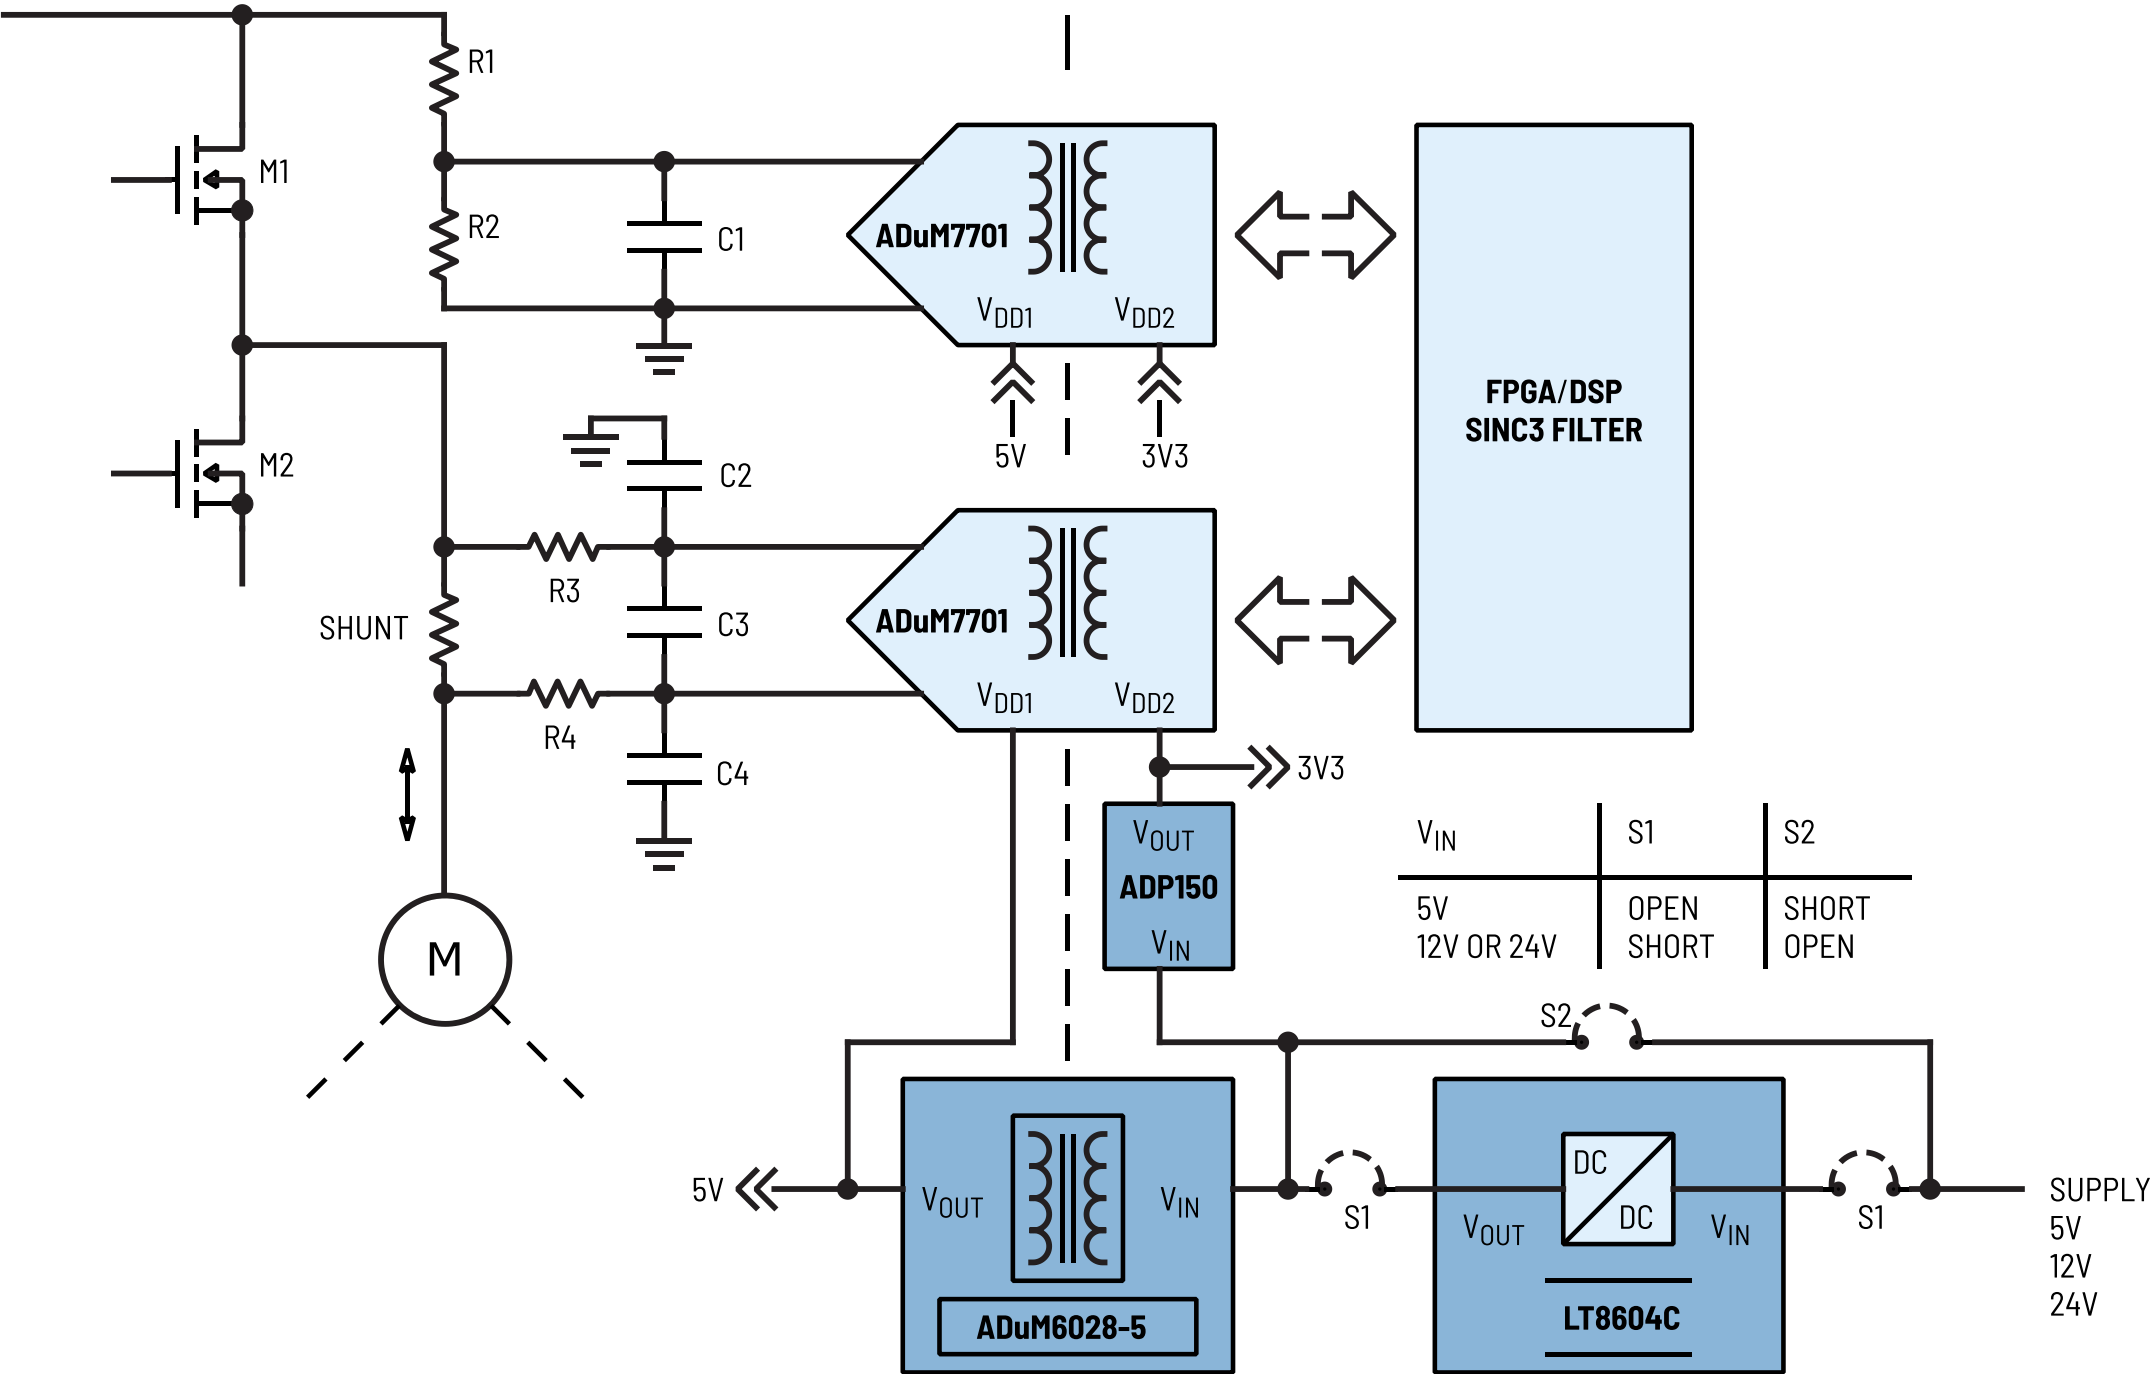 R1
M1
R2
C1
ADuM7701
VDD1
VDD2
5V
3V3
FPGA/DSP
SINC3 FILTER
M2
C2
R3
SHUNT
C3
ADuM7701
VDD1
VDD2
R4
C4
3V3
VOUT
ADP150
VIN
VIN S1 S2
5V OPEN SHORT
12V OR 24V SHORT OPEN
M
S2
5V
VOUT
VIN
ADuM6028-5
S1
VOUT
DC
DC
VIN
LT8604C
S1
SUPPLY
5V
12V
24V